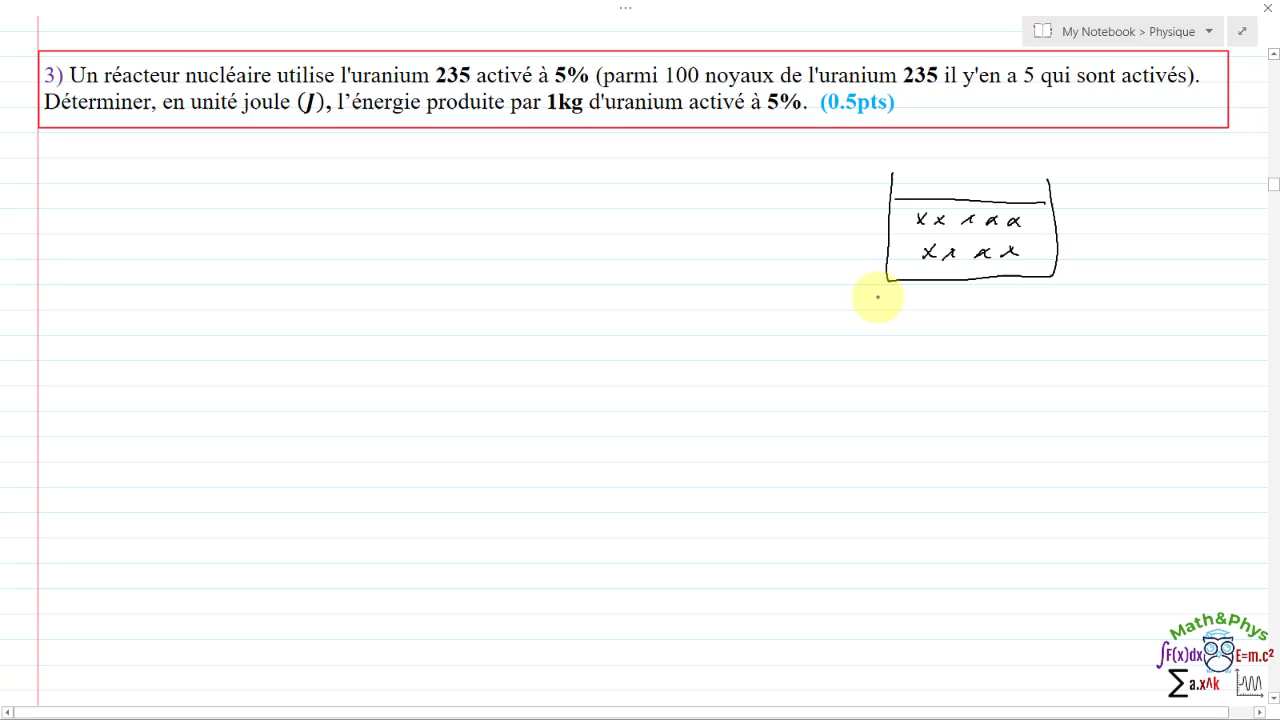 ...
My Notebook > Physique
3) Un réacteur nucléaire utilise l'uranium 235 activé à 5% (parmi 100 noyaux de l'uranium 235 il y'en a 5 qui sont activés).
Déterminer, en unité joule (J), l’énergie produite par 1kg d'uranium activé à 5%. (0.5pts)
x x x x x
x x x x
Math&Phys
∫F(x)dx E=m.c²
∑ a.x^k